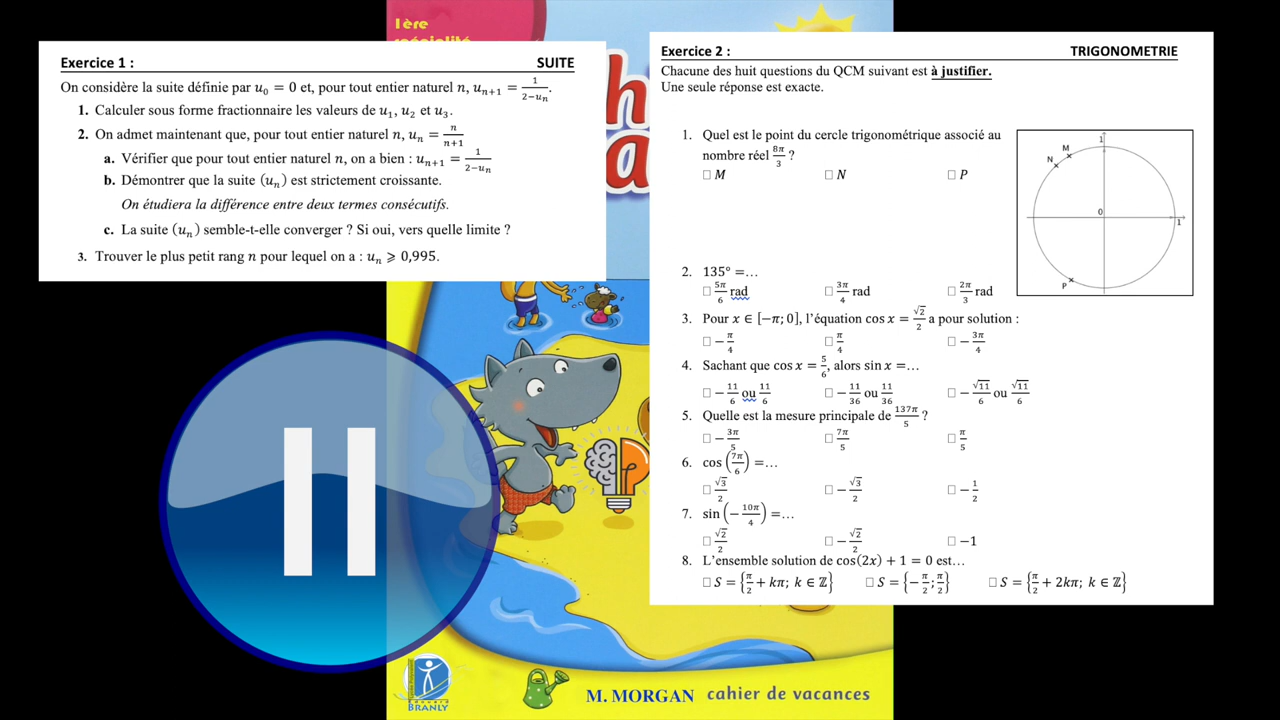 1ère
spécialité
Exercice 1 : SUITE
On considère la suite définie par u₀ = 0 et, pour tout entier naturel n, uₙ₊₁ = 1/(2−uₙ).
1. Calculer sous forme fractionnaire les valeurs de u₁, u₂ et u₃.
2. On admet maintenant que, pour tout entier naturel n, uₙ = n/(n+1)
a. Vérifier que pour tout entier naturel n, on a bien : uₙ₊₁ = 1/(2−uₙ)
b. Démontrer que la suite (uₙ) est strictement croissante.
On étudiera la différence entre deux termes consécutifs.
c. La suite (uₙ) semble-t-elle converger ? Si oui, vers quelle limite ?
3. Trouver le plus petit rang n pour lequel on a : uₙ ⩾ 0,995.
Exercice 2 : TRIGONOMETRIE
Chacune des huit questions du QCM suivant est à justifier.
Une seule réponse est exacte.
1. Quel est le point du cercle trigonométrique associé au
nombre réel 8π/3 ?
□ M □ N □ P
M
N
P
0
1
1
2. 135° =…
□ 5π/6 rad □ 3π/4 rad □ 2π/3 rad
3. Pour x ∈ [−π; 0], l'équation cos x = √2/2 a pour solution :
□ −π/4 □ π/4 □ −3π/4
4. Sachant que cos x = 5/6, alors sin x =…
□ −11/6 ou 11/6 □ −11/36 ou 11/36 □ −√11/6 ou √11/6
5. Quelle est la mesure principale de 137π/5 ?
□ −3π/5 □ 7π/5 □ π/5
6. cos (7π/6) =…
□ √3/2 □ −√3/2 □ −1/2
7. sin (−10π/4) =…
□ √2/2 □ −√2/2 □ −1
8. L'ensemble solution de cos(2x) + 1 = 0 est…
□ S = {π/2 + kπ; k ∈ ℤ} □ S = {−π/2; π/2} □ S = {π/2 + 2kπ; k ∈ ℤ}
BRANLY
M. MORGAN cahier de vacances